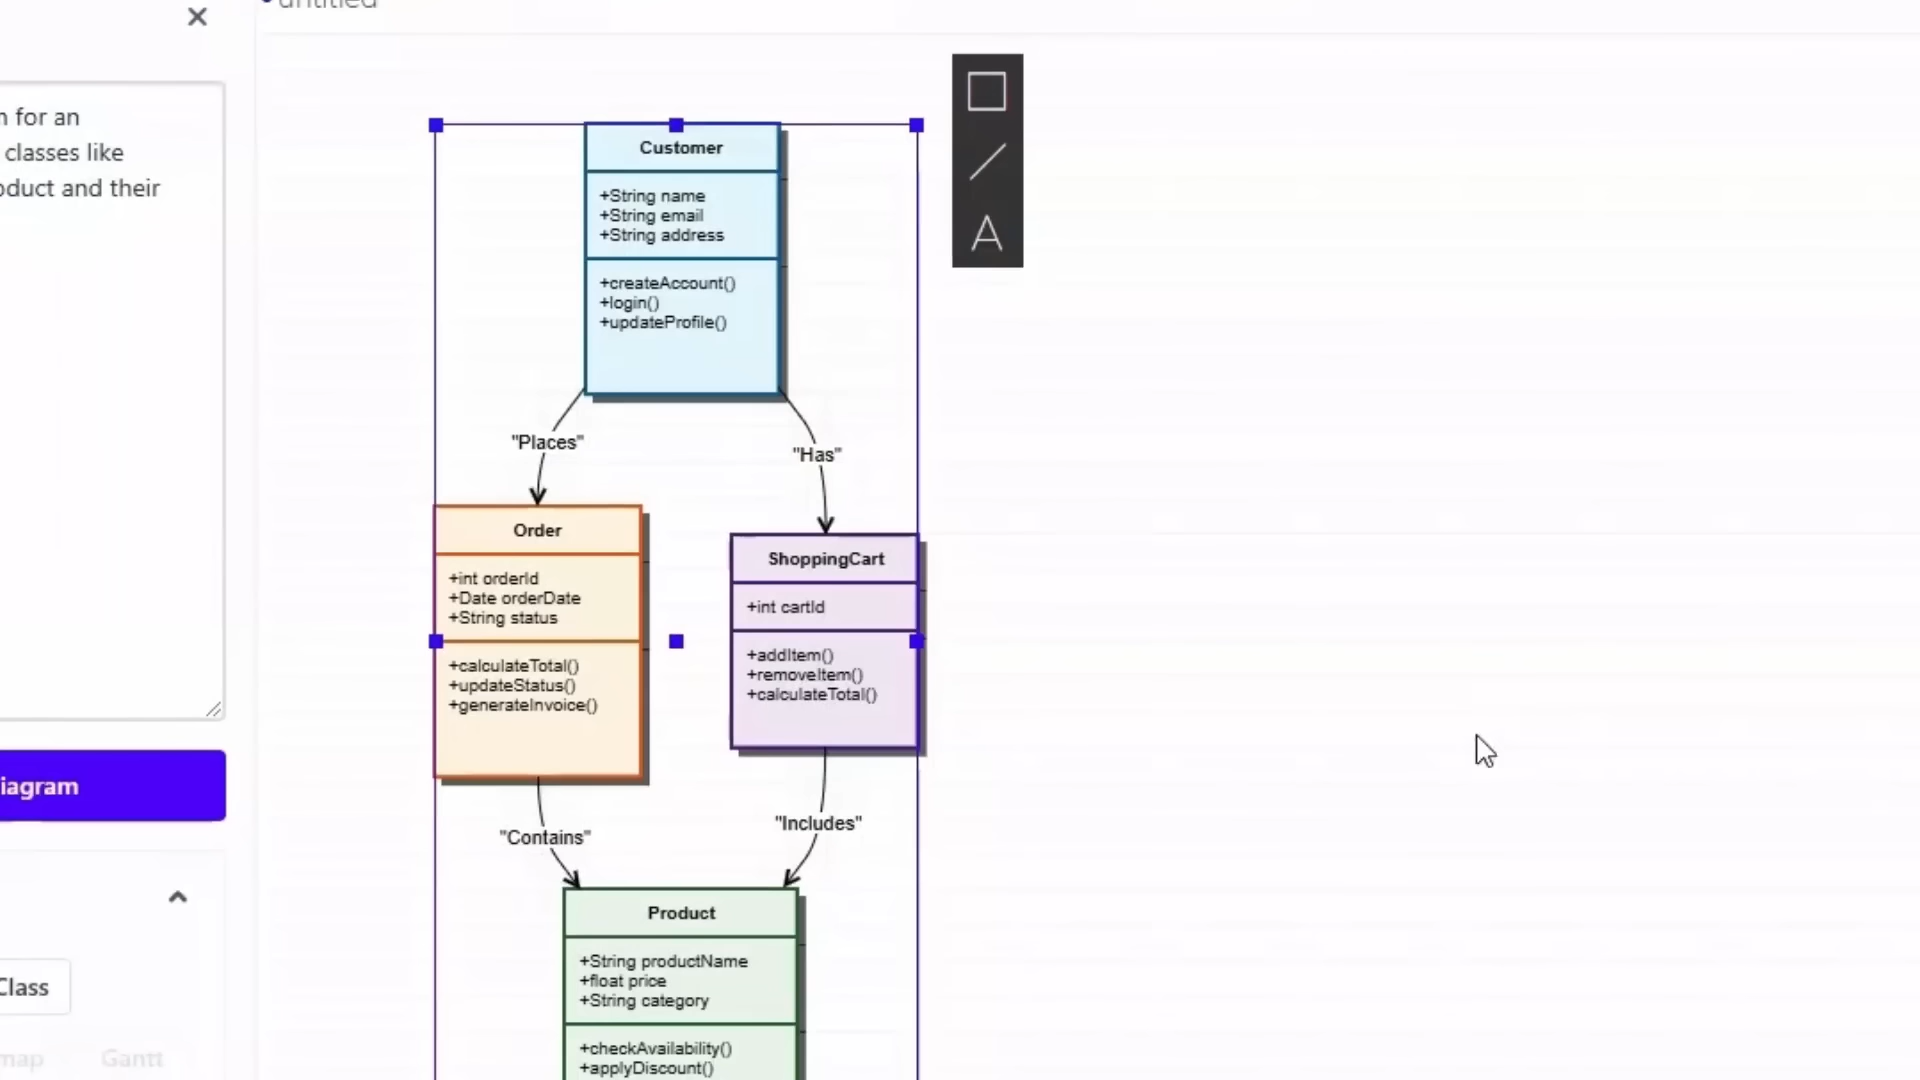 untitled
n for an
classes like
oduct and their
iagram
Class
map
Gantt
A
Customer
+String name
+String email
+String address
+createAccount()
+login()
+updateProfile()
"Places"
"Has"
Order
+int orderId
+Date orderDate
+String status
+calculateTotal()
+updateStatus()
+generateInvoice()
ShoppingCart
+int cartId
+addItem()
+removeItem()
+calculateTotal()
"Contains"
"Includes"
Product
+String productName
+float price
+String category
+checkAvailability()
+applyDiscount()